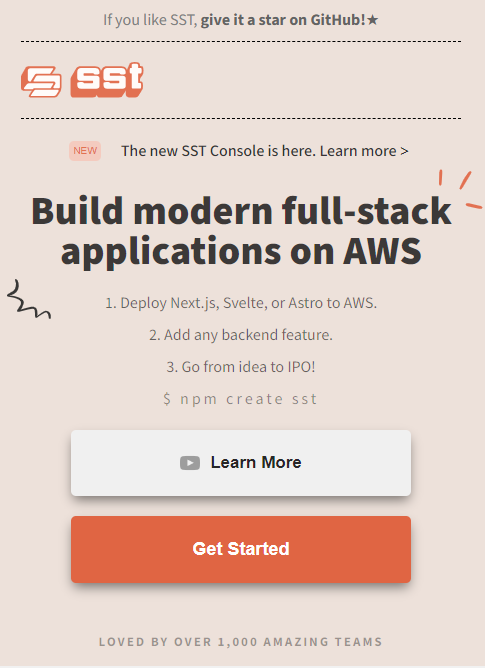 If you like SST, give it a star on GitHub!★
sst
NEW The new SST Console is here. Learn more >
Build modern full-stack
applications on AWS
1. Deploy Next.js, Svelte, or Astro to AWS.
2. Add any backend feature.
3. Go from idea to IPO!
$ npm create sst
Learn More
Get Started
LOVED BY OVER 1,000 AMAZING TEAMS